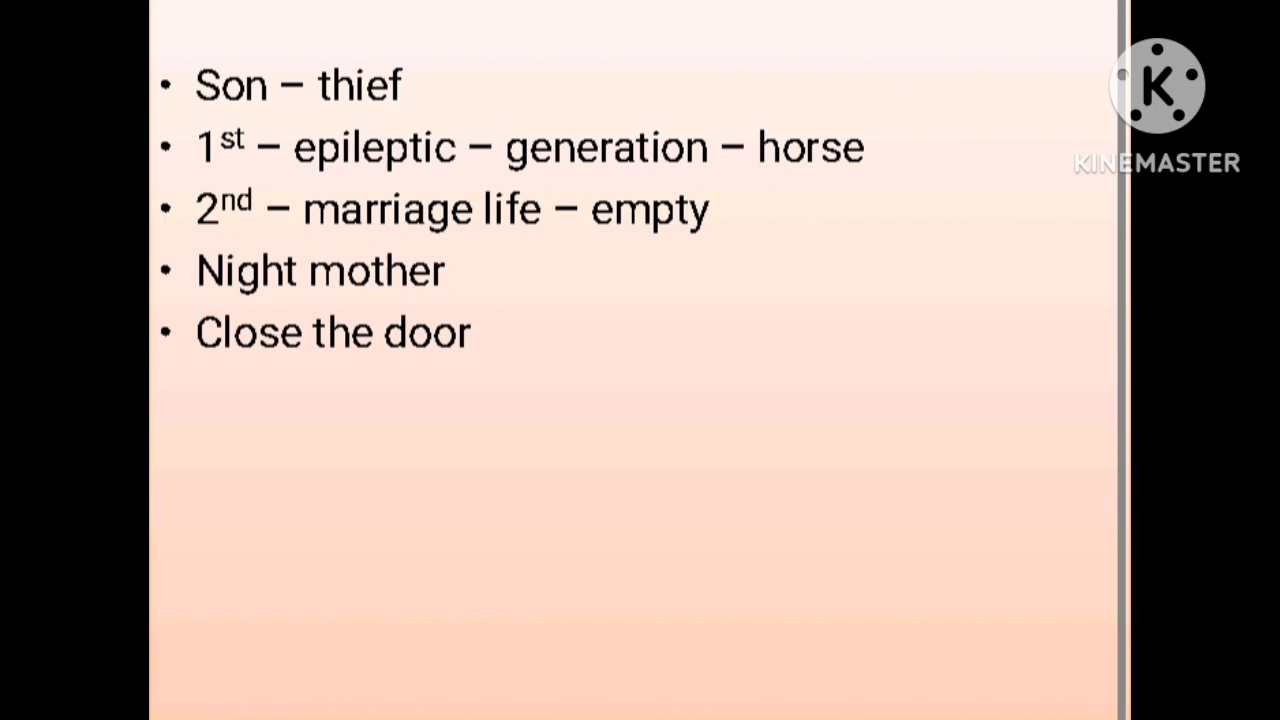 • Son – thief
• 1st – epileptic – generation – horse
• 2nd – marriage life – empty
• Night mother
• Close the door
K
KINEMASTER